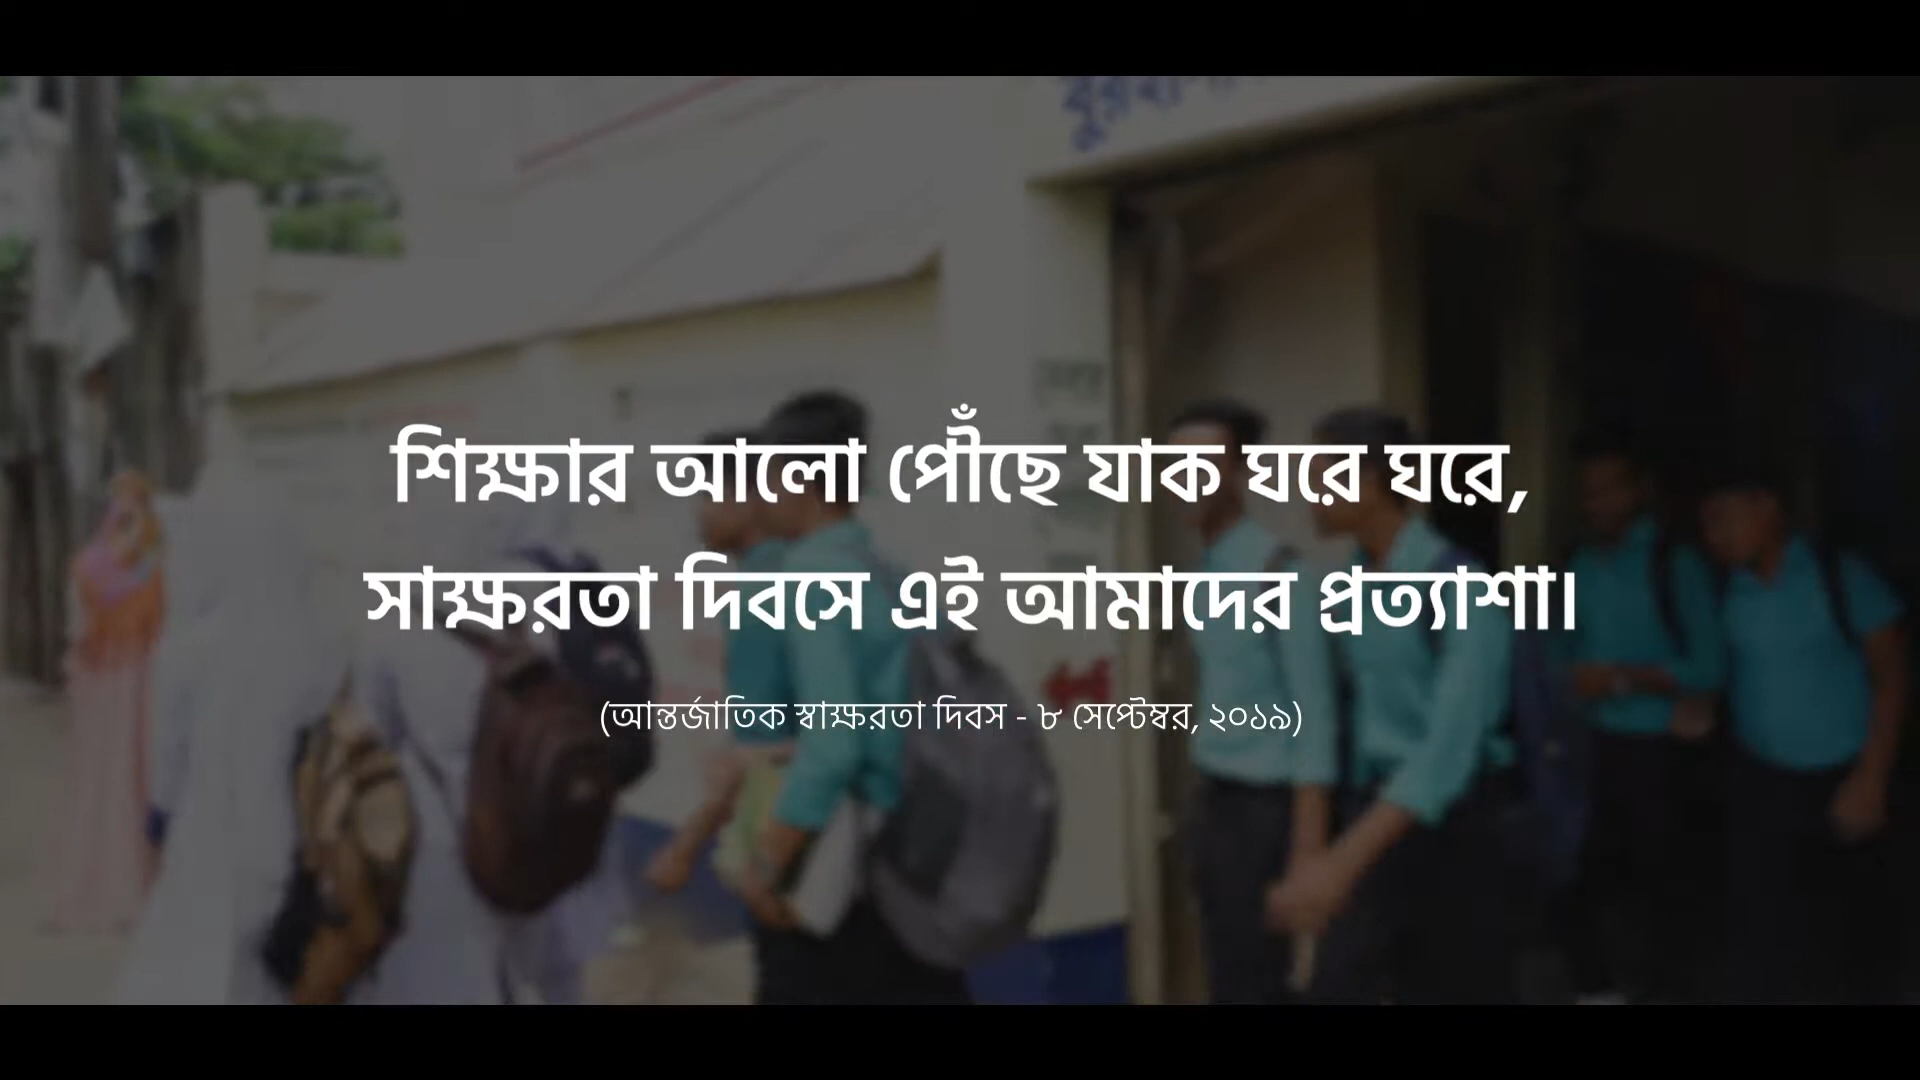 শিক্ষার আলো পৌঁছে যাক ঘরে ঘরে,
সাক্ষরতা দিবসে এই আমাদের প্রত্যাশা।
(আন্তর্জাতিক স্বাক্ষরতা দিবস - ৮ সেপ্টেম্বর, ২০১৯)